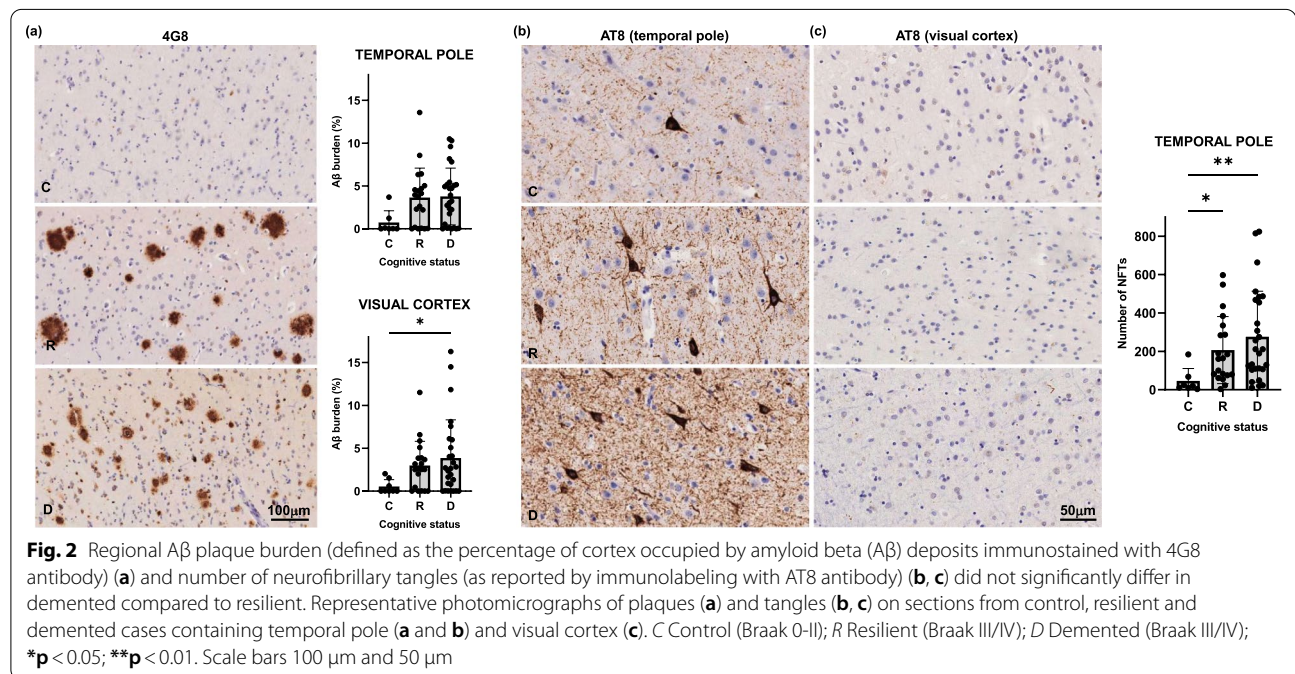 (a)
4G8
C
R
D
100μm
TEMPORAL POLE
Aβ burden (%)
15
10
5
0
C R D
Cognitive status
VISUAL CORTEX
*
Aβ burden (%)
15
10
5
0
C R D
Cognitive status
(b)
AT8 (temporal pole)
C
R
D
(c)
AT8 (visual cortex)
50μm
TEMPORAL POLE
**
*
Number of NFTs
800
600
400
200
0
C R D
Cognitive status
Fig. 2 Regional Aβ plaque burden (defined as the percentage of cortex occupied by amyloid beta (Aβ) deposits immunostained with 4G8
antibody) (a) and number of neurofibrillary tangles (as reported by immunolabeling with AT8 antibody) (b, c) did not significantly differ in
demented compared to resilient. Representative photomicrographs of plaques (a) and tangles (b, c) on sections from control, resilient and
demented cases containing temporal pole (a and b) and visual cortex (c). C Control (Braak 0-II); R Resilient (Braak III/IV); D Demented (Braak III/IV);
*p < 0.05; **p < 0.01. Scale bars 100 μm and 50 μm